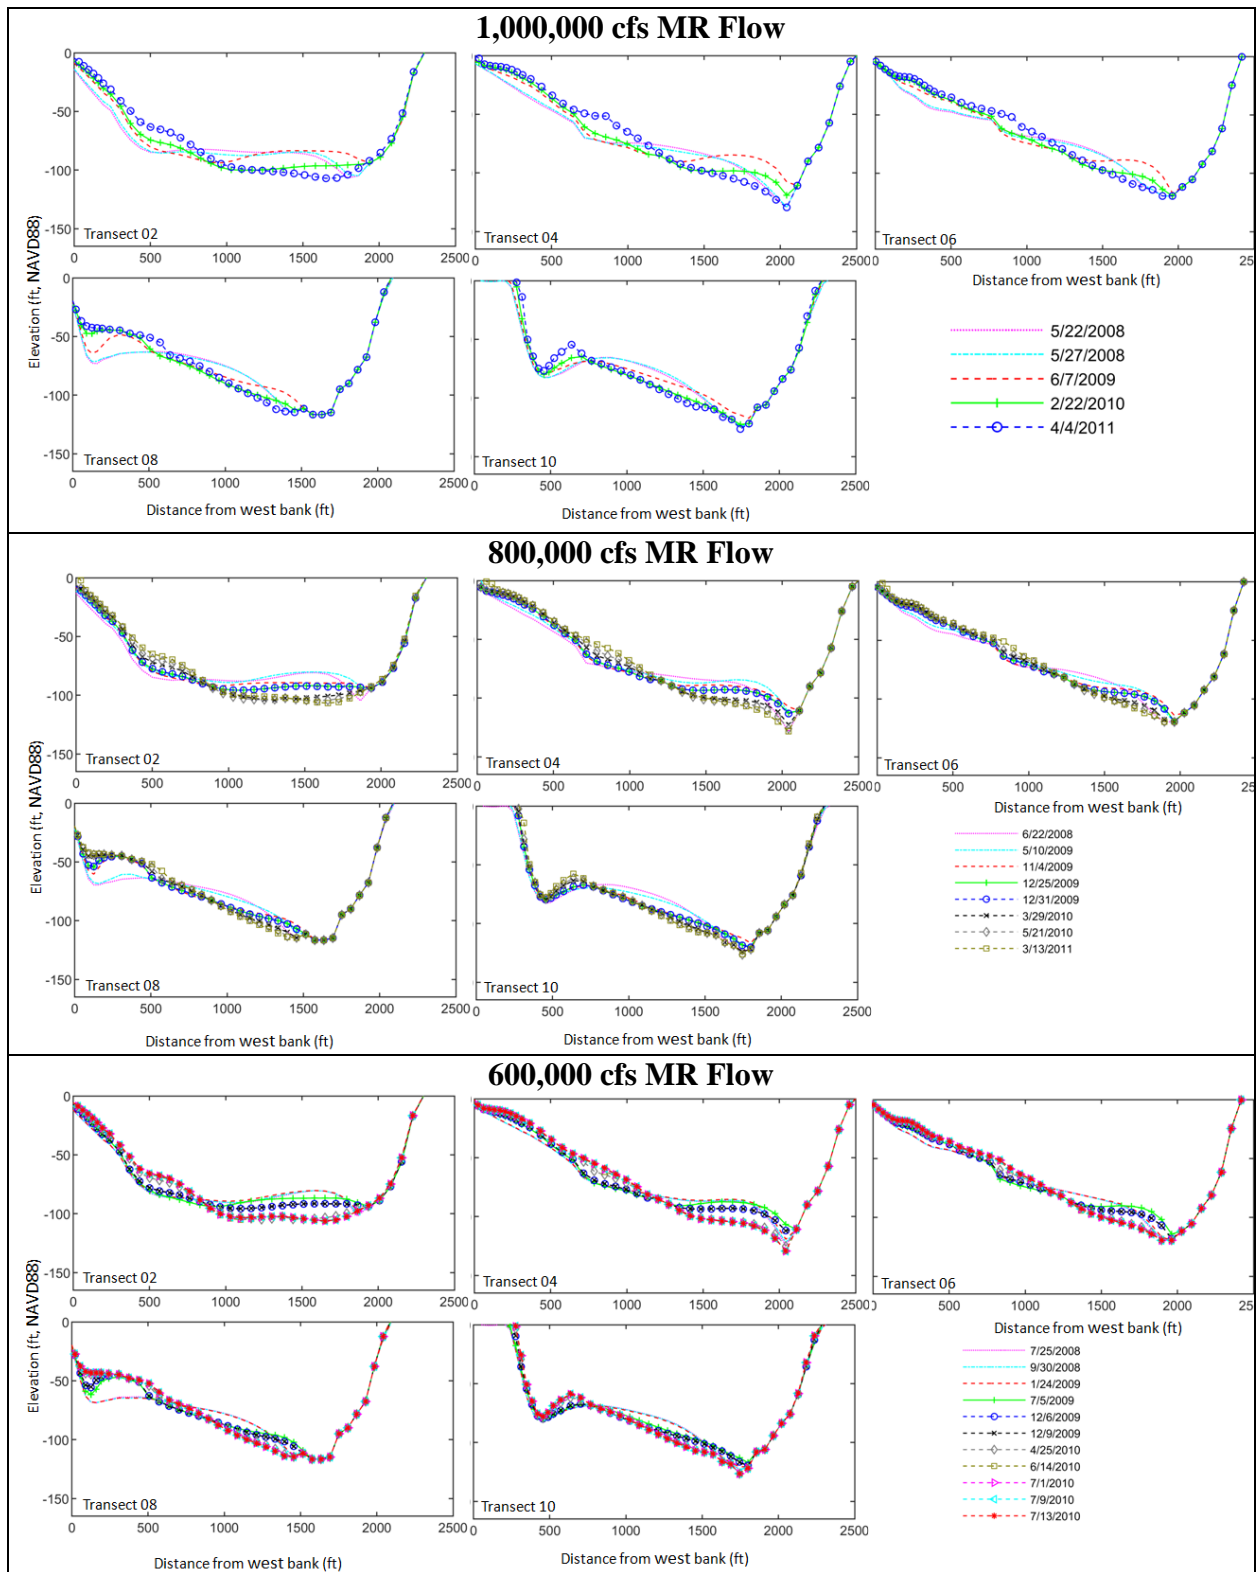 1,000,000 cfs MR Flow
0
-50
-100
-150
Transect 02
0 500 1000 1500 2000 2500
Transect 04
0 500 1000 1500 2000 2500
Transect 06
0 500 1000 1500 2000 2500
Distance from west bank (ft)
Elevation (ft, NAVD88)
0
-50
-100
-150
Transect 08
0 500 1000 1500 2000 2500
Distance from west bank (ft)
Transect 10
0 500 1000 1500 2000 2500
Distance from west bank (ft)
5/22/2008
5/27/2008
6/7/2009
2/22/2010
4/4/2011
800,000 cfs MR Flow
0
-50
-100
-150
Transect 02
0 500 1000 1500 2000 2500
Transect 04
0 500 1000 1500 2000 2500
Transect 06
0 500 1000 1500 2000 2500
Distance from west bank (ft)
Elevation (ft, NAVD88)
0
-50
-100
-150
Transect 08
0 500 1000 1500 2000 2500
Distance from west bank (ft)
Transect 10
0 500 1000 1500 2000 2500
Distance from west bank (ft)
6/22/2008
5/10/2009
11/4/2009
12/25/2009
12/31/2009
3/29/2010
5/21/2010
3/13/2011
600,000 cfs MR Flow
0
-50
-100
-150
Transect 02
0 500 1000 1500 2000 2500
Transect 04
0 500 1000 1500 2000 2500
Transect 06
0 500 1000 1500 2000 2500
Distance from west bank (ft)
Elevation (ft, NAVD88)
0
-50
-100
-150
Transect 08
0 500 1000 1500 2000 2500
Distance from west bank (ft)
Transect 10
0 500 1000 1500 2000 2500
Distance from west bank (ft)
7/25/2008
9/30/2008
1/24/2009
7/5/2009
12/6/2009
12/9/2009
4/25/2010
6/14/2010
7/1/2010
7/9/2010
7/13/2010